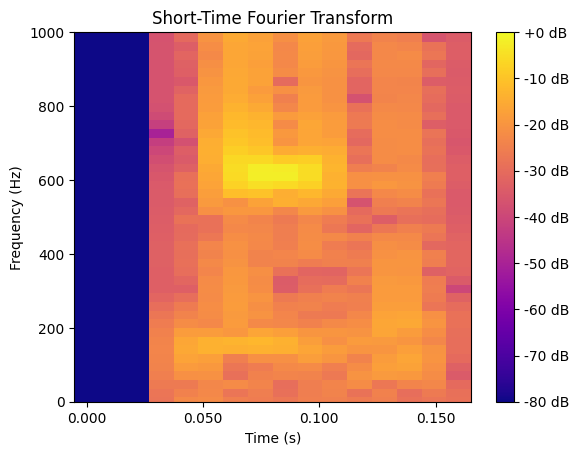 Short-Time Fourier Transform
Frequency (Hz)
1000
800
600
400
200
0
0.000
0.050
0.100
0.150
Time (s)
+0 dB
-10 dB
-20 dB
-30 dB
-40 dB
-50 dB
-60 dB
-70 dB
-80 dB